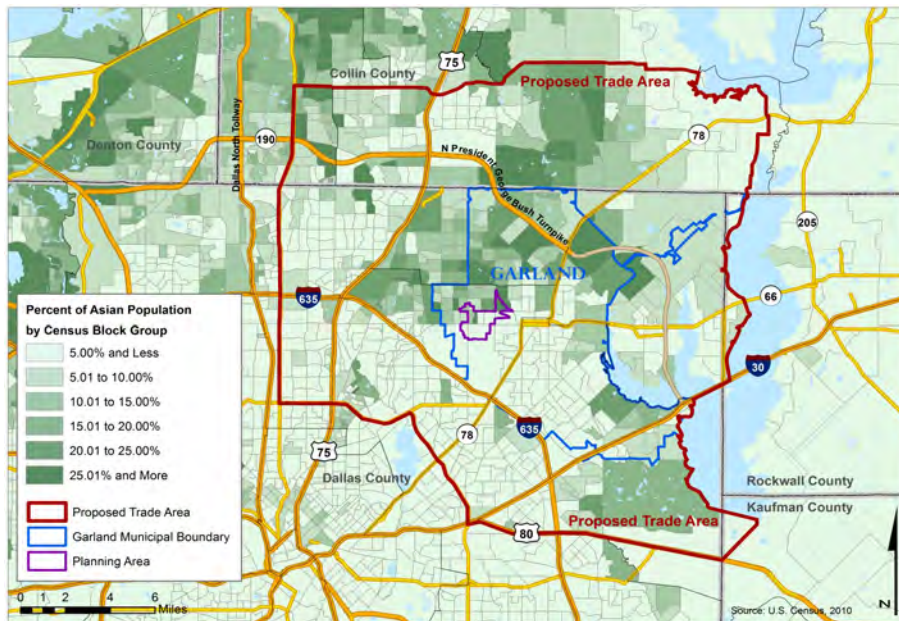 75
Collin County
Proposed Trade Area
Dallas North Tollway
190
Denton County
78
N President George Bush Turnpike
205
GARLAND
635
66
Percent of Asian Population
by Census Block Group
5.00% and Less
5.01 to 10.00%
10.01 to 15.00%
15.01 to 20.00%
20.01 to 25.00%
25.01% and More
30
635
78
75
Dallas County
Rockwall County
Kaufman County
Proposed Trade Area
80
Proposed Trade Area
Garland Municipal Boundary
Planning Area
0 1 2 4 6
Miles
Source: U.S. Census, 2010
N